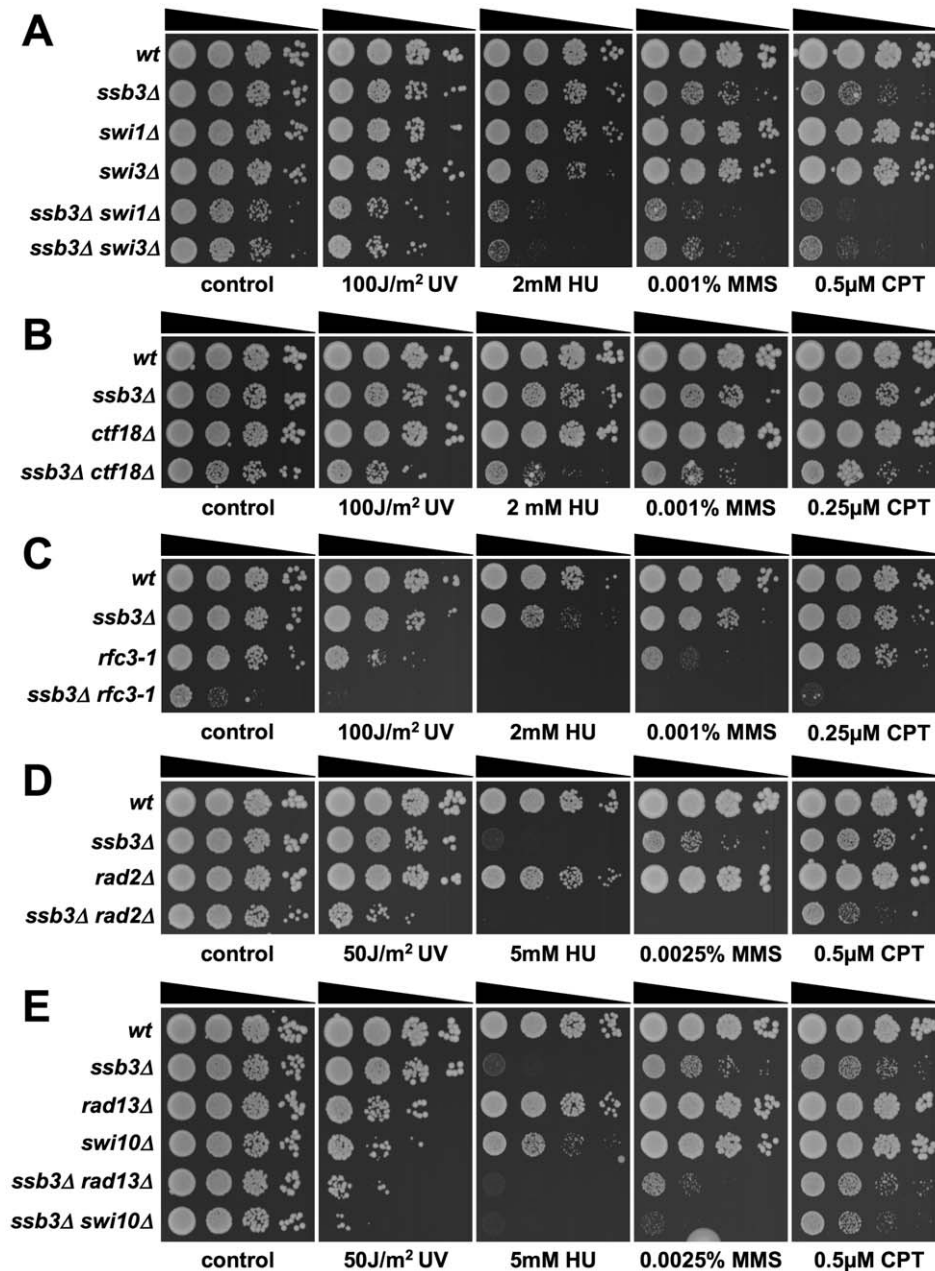 A
wt
ssb3Δ
swi1Δ
swi3Δ
ssb3Δ swi1Δ
ssb3Δ swi3Δ
control 100J/m² UV 2mM HU 0.001% MMS 0.5µM CPT
B
wt
ssb3Δ
ctf18Δ
ssb3Δ ctf18Δ
control 100J/m² UV 2 mM HU 0.001% MMS 0.25µM CPT
C
wt
ssb3Δ
rfc3-1
ssb3Δ rfc3-1
control 100J/m² UV 2mM HU 0.001% MMS 0.25µM CPT
D
wt
ssb3Δ
rad2Δ
ssb3Δ rad2Δ
control 50J/m² UV 5mM HU 0.0025% MMS 0.5µM CPT
E
wt
ssb3Δ
rad13Δ
swi10Δ
ssb3Δ rad13Δ
ssb3Δ swi10Δ
control 50J/m² UV 5mM HU 0.0025% MMS 0.5µM CPT